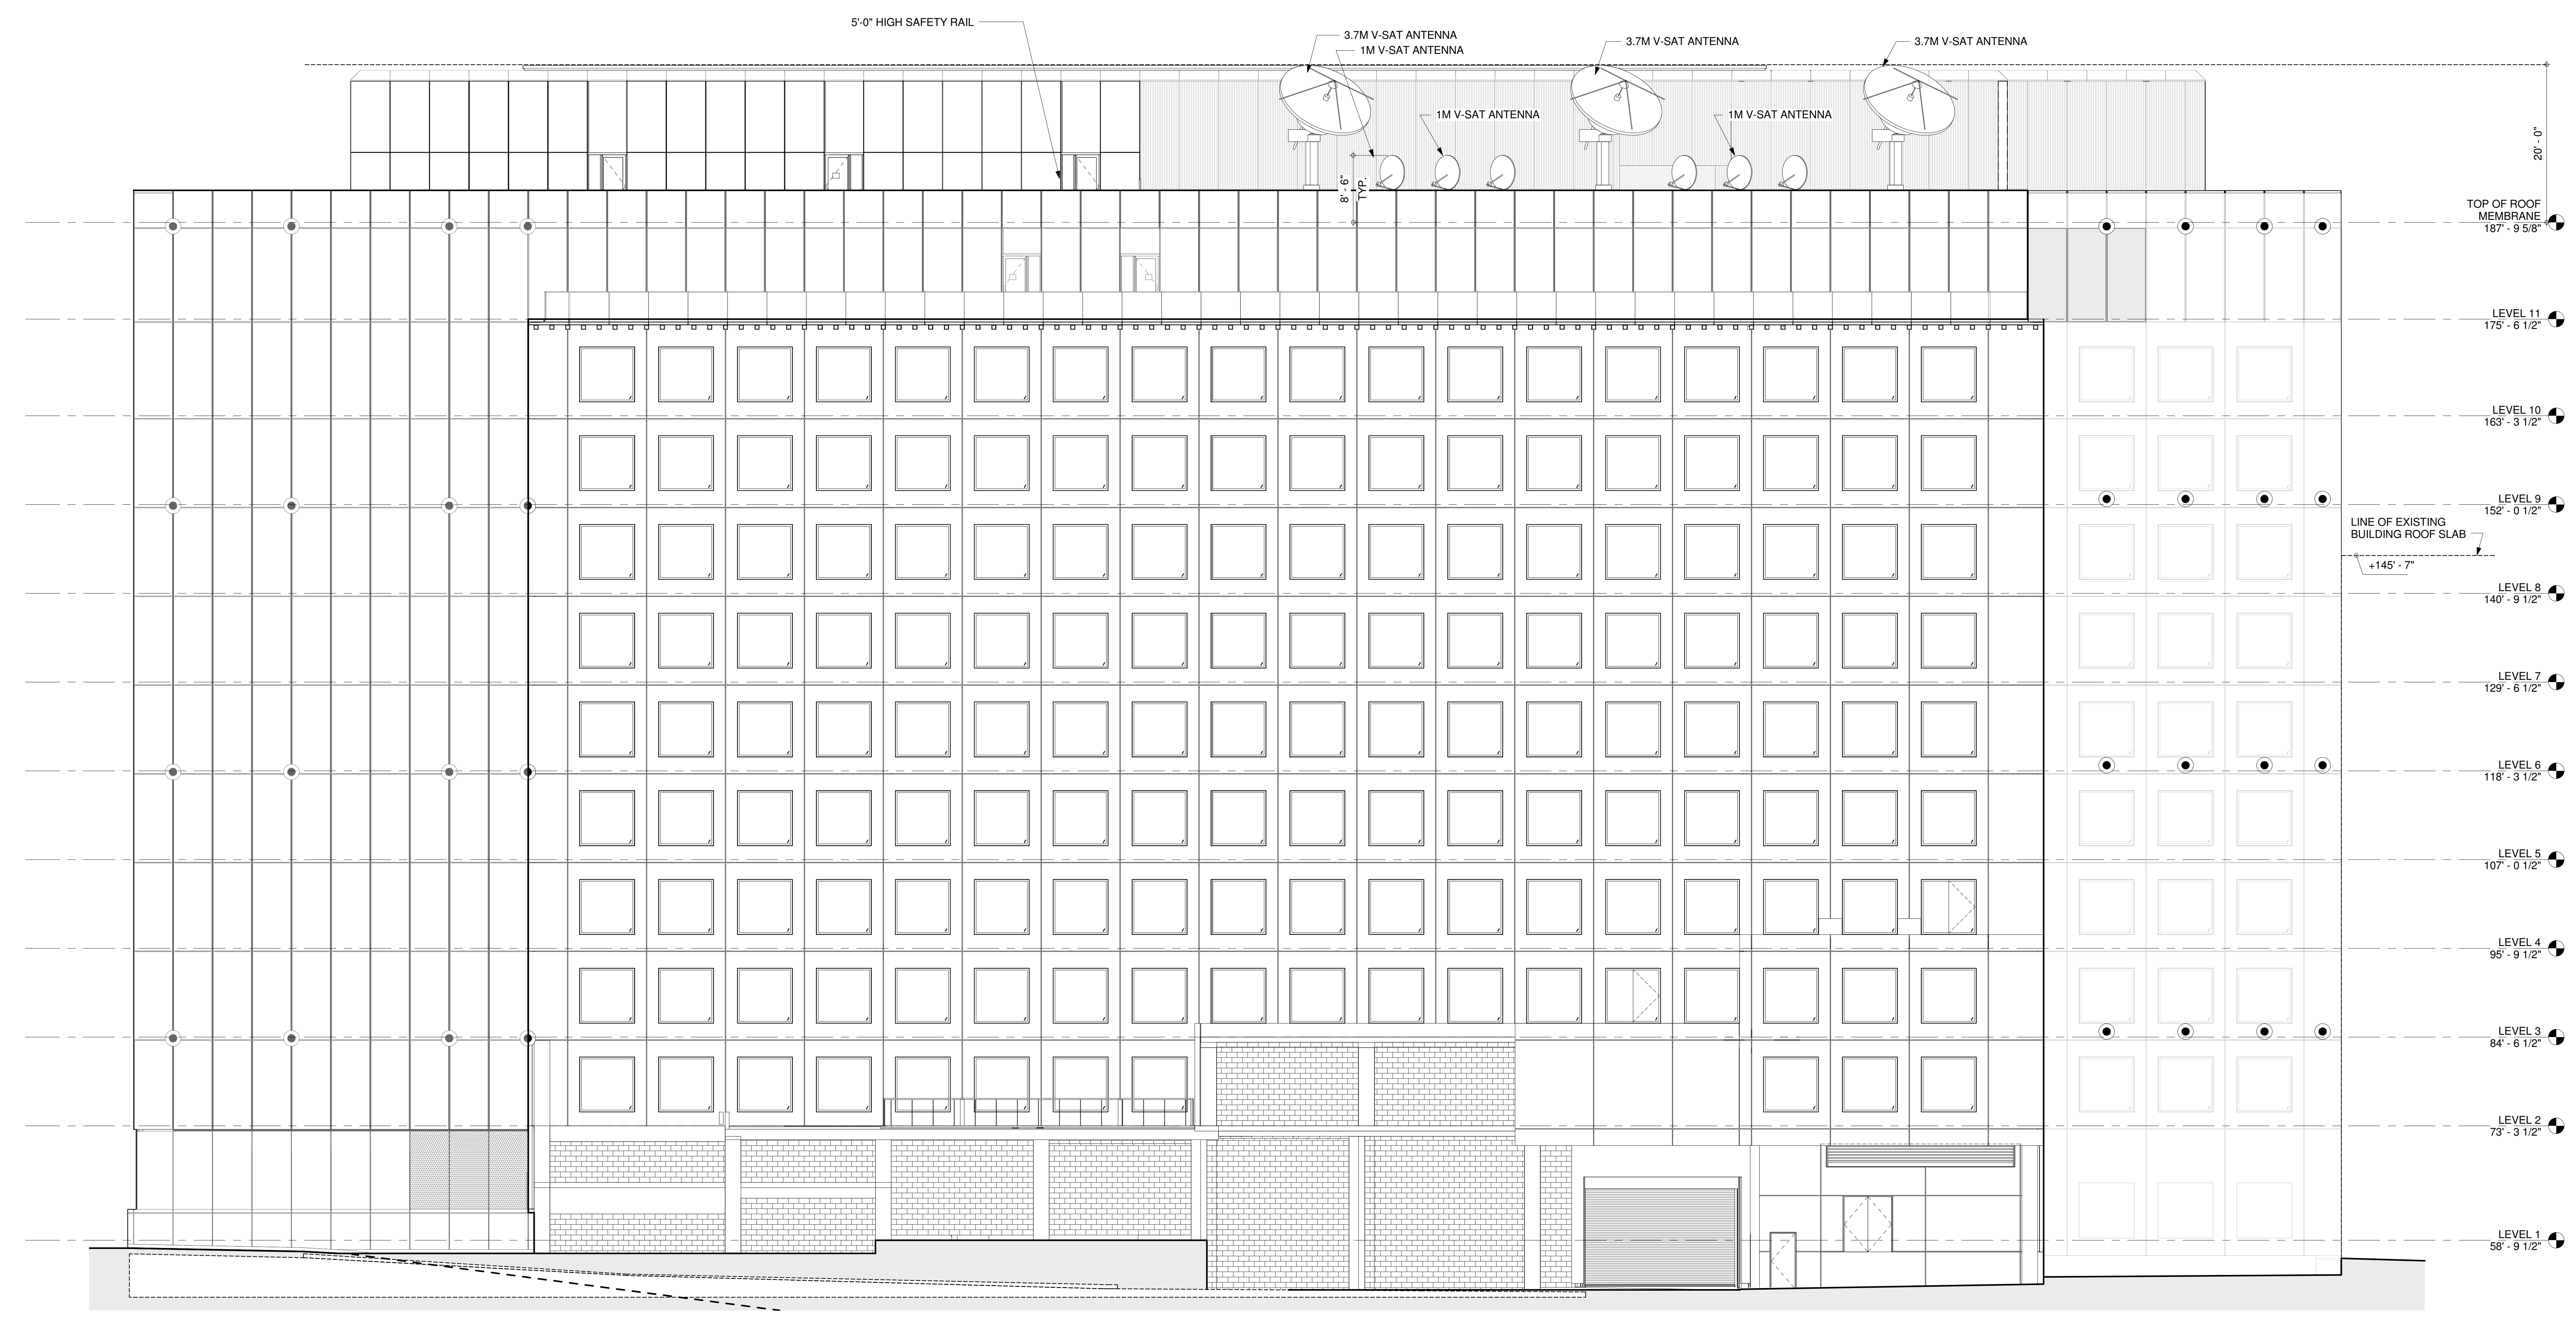 5'-0" HIGH SAFETY RAIL
3.7M V-SAT ANTENNA
1M V-SAT ANTENNA
3.7M V-SAT ANTENNA
3.7M V-SAT ANTENNA
1M V-SAT ANTENNA
1M V-SAT ANTENNA
8' - 6"
TYP.
20' - 0"
TOP OF ROOF
MEMBRANE
187' - 9 5/8"
LEVEL 11
175' - 6 1/2"
LEVEL 10
163' - 3 1/2"
LEVEL 9
152' - 0 1/2"
LINE OF EXISTING
BUILDING ROOF SLAB
+145' - 7"
LEVEL 8
140' - 9 1/2"
LEVEL 7
129' - 6 1/2"
LEVEL 6
118' - 3 1/2"
LEVEL 5
107' - 0 1/2"
LEVEL 4
95' - 9 1/2"
LEVEL 3
84' - 6 1/2"
LEVEL 2
73' - 3 1/2"
LEVEL 1
58' - 9 1/2"